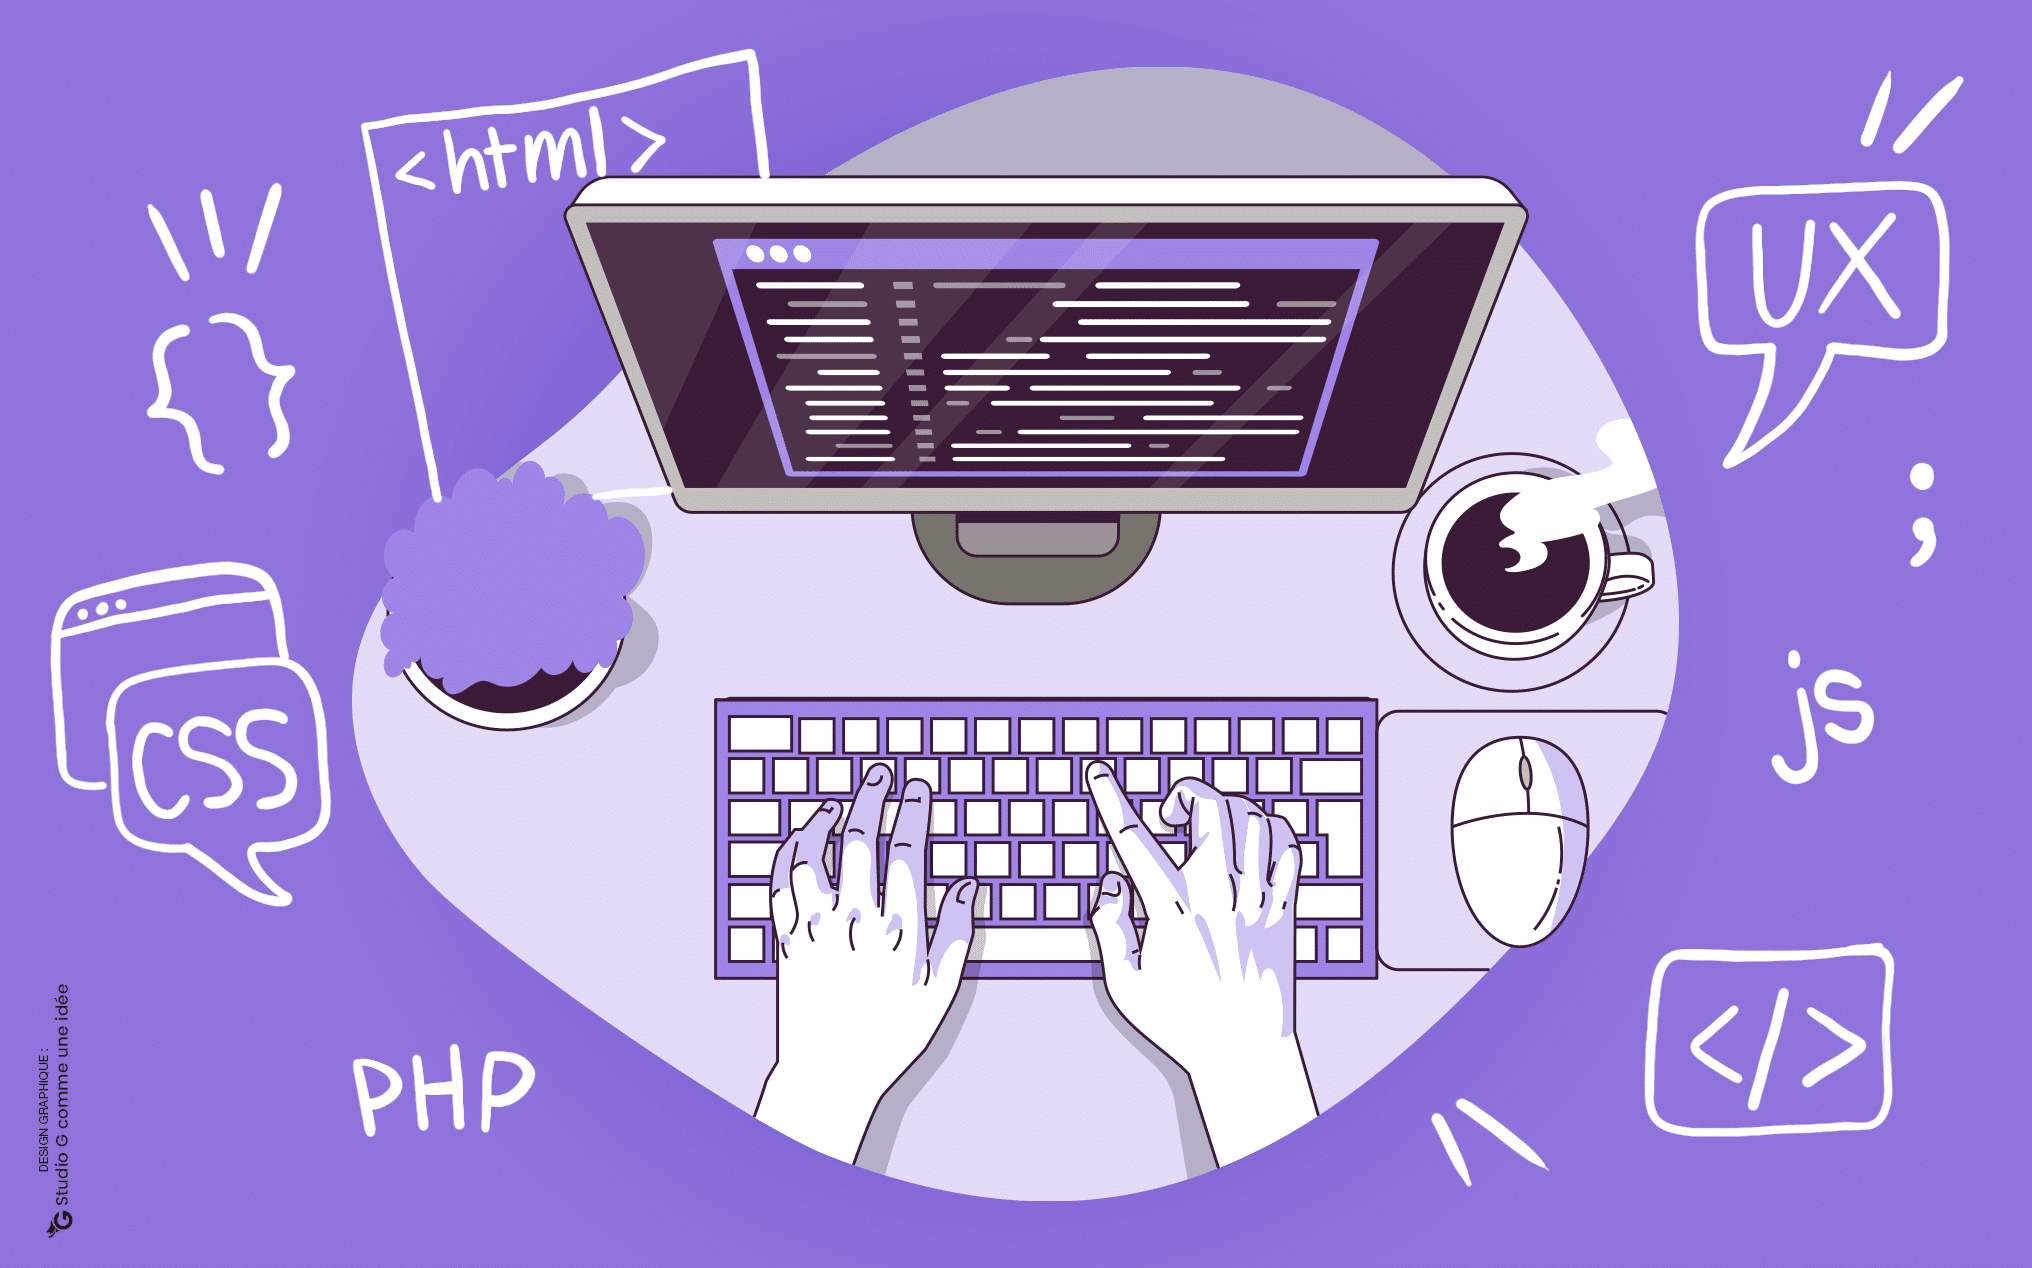 <html>
{}
UX
;
CSS
js
PHP
</>
DESIGN GRAPHIQUE :
G Studio G comme une idée